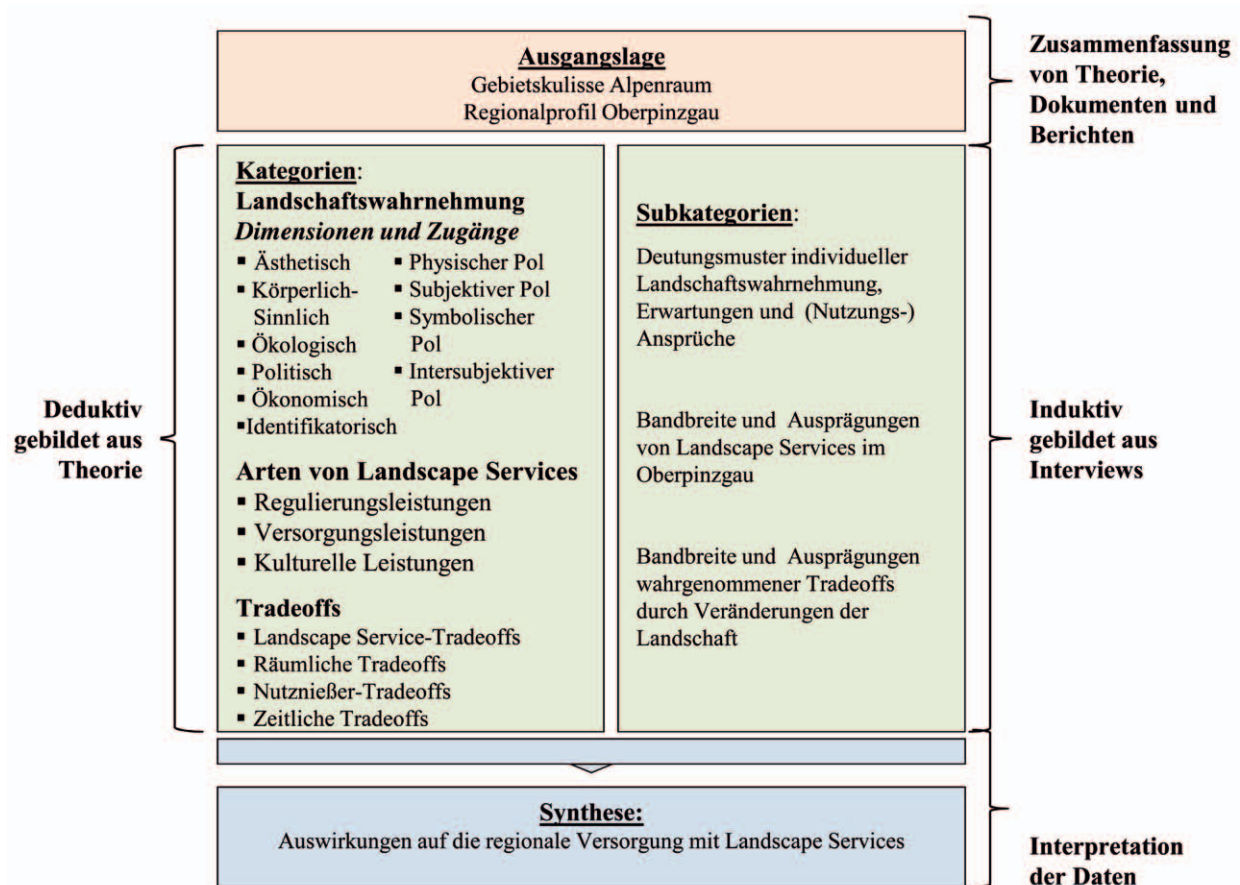 Ausgangslage
Gebietskulisse Alpenraum
Regionalprofil Oberpinzgau
Zusammenfassung
von Theorie,
Dokumenten und
Berichten
Deduktiv
gebildet aus
Theorie
Kategorien:
Landschaftswahrnehmung
Dimensionen und Zugänge
▪ Ästhetisch
▪ Körperlich-
Sinnlich
▪ Ökologisch
▪ Politisch
▪ Ökonomisch
▪Identifikatorisch
▪ Physischer Pol
▪ Subjektiver Pol
▪ Symbolischer
Pol
▪ Intersubjektiver
Pol
Arten von Landscape Services
▪ Regulierungsleistungen
▪ Versorgungsleistungen
▪ Kulturelle Leistungen
Tradeoffs
▪ Landscape Service-Tradeoffs
▪ Räumliche Tradeoffs
▪ Nutznießer-Tradeoffs
▪ Zeitliche Tradeoffs
Subkategorien:
Deutungsmuster individueller
Landschaftswahrnehmung,
Erwartungen und (Nutzungs-)
Ansprüche
Bandbreite und Ausprägungen
von Landscape Services im
Oberpinzgau
Bandbreite und Ausprägungen
wahrgenommener Tradeoffs
durch Veränderungen der
Landschaft
Induktiv
gebildet aus
Interviews
Synthese:
Auswirkungen auf die regionale Versorgung mit Landscape Services
Interpretation
der Daten